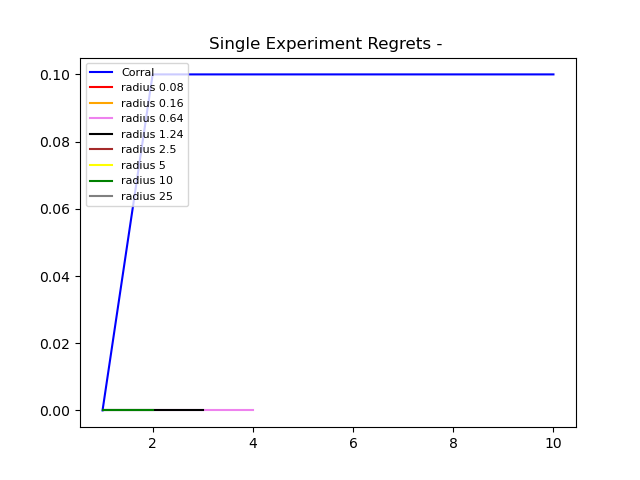 Single Experiment Regrets -
0.10
0.08
0.06
0.04
0.02
0.00
Corral
radius 0.08
radius 0.16
radius 0.64
radius 1.24
radius 2.5
radius 5
radius 10
radius 25
2 4 6 8 10